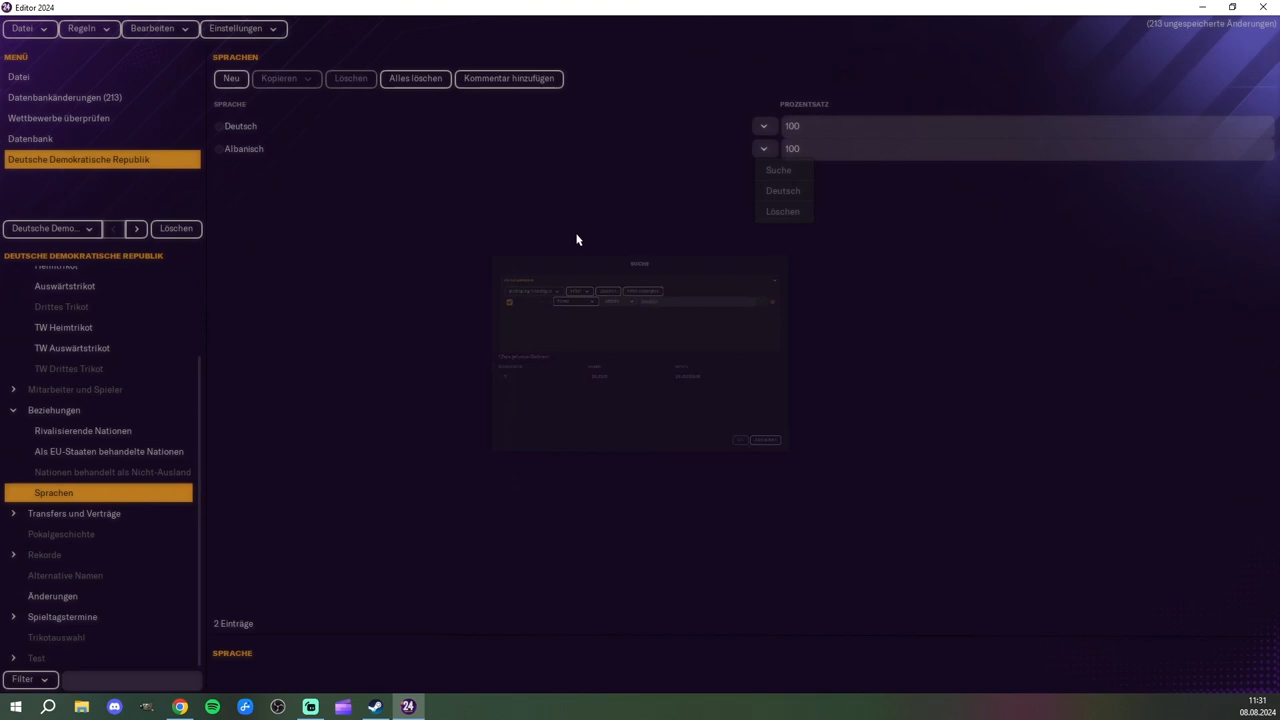 Editor 2024
Datei
Regeln
Bearbeiten
Einstellungen
(213 ungespeicherte Änderungen)
MENÜ
Datei
Datenbankänderungen (213)
Wettbewerbe überprüfen
Datenbank
Deutsche Demokratische Republik
Deutsche Demo...
Löschen
DEUTSCHE DEMOKRATISCHE REPUBLIK
Heimtrikot
Auswärtstrikot
Drittes Trikot
TW Heimtrikot
TW Auswärtstrikot
TW Drittes Trikot
Mitarbeiter und Spieler
Beziehungen
Rivalisierende Nationen
Als EU-Staaten behandelte Nationen
Nationen behandelt als Nicht-Ausland
Sprachen
Transfers und Verträge
Pokalgeschichte
Rekorde
Alternative Namen
Änderungen
Spieltagstermine
Trikotauswahl
Test
Filter
SPRACHEN
Neu
Kopieren
Löschen
Alles löschen
Kommentar hinzufügen
SPRACHE
PROZENTSATZ
Deutsch
100
Albanisch
100
Suche
Deutsch
Löschen
SUCHE
2 Einträge
SPRACHE
24
11:31
08.08.2024